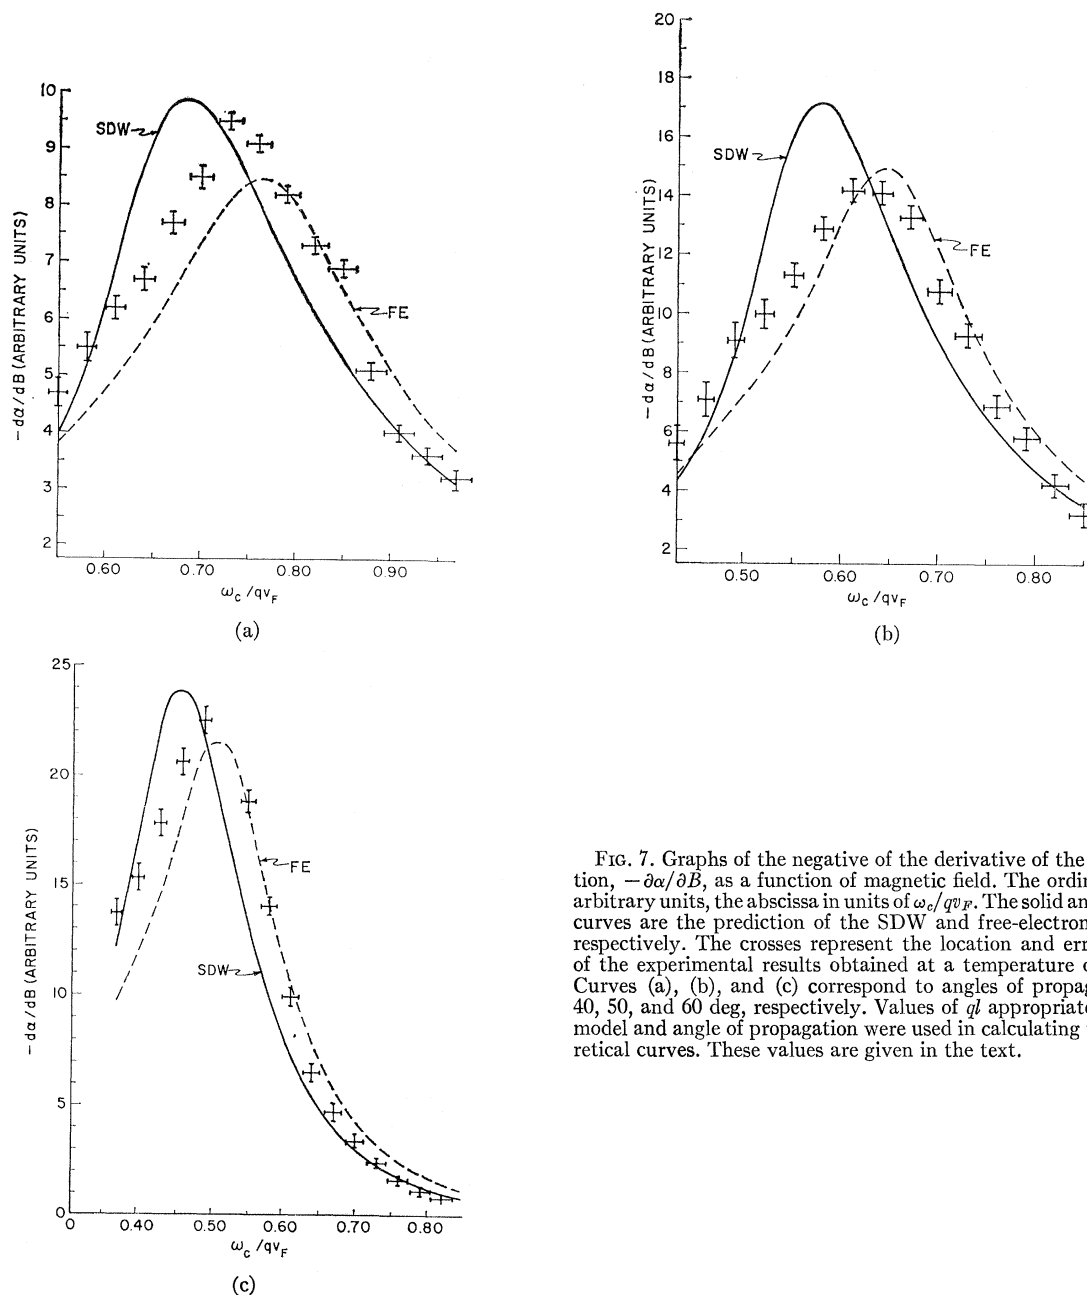 10
9
8
7
6
5
4
3
2
- dα/dB (ARBITRARY UNITS)
SDW
FE
0.60 0.70 0.80 0.90
ω_c/qv_F
(a)
20
18
16
14
12
10
8
6
4
2
- dα/dB (ARBITRARY UNITS)
SDW
FE
0.50 0.60 0.70 0.80
ω_c/qv_F
(b)
25
20
15
10
5
0
- dα/dB (ARBITRARY UNITS)
FE
SDW
0 0.40 0.50 0.60 0.70 0.80
ω_c/qv_F
(c)
FIG. 7. Graphs of the negative of the derivative of the
tion, −∂α/∂B, as a function of magnetic field. The ordin
arbitrary units, the abscissa in units of ω_c/qv_F. The solid an
curves are the prediction of the SDW and free-electron
respectively. The crosses represent the location and err
of the experimental results obtained at a temperature o
Curves (a), (b), and (c) correspond to angles of propag
40, 50, and 60 deg, respectively. Values of ql appropriate
model and angle of propagation were used in calculating
retical curves. These values are given in the text.